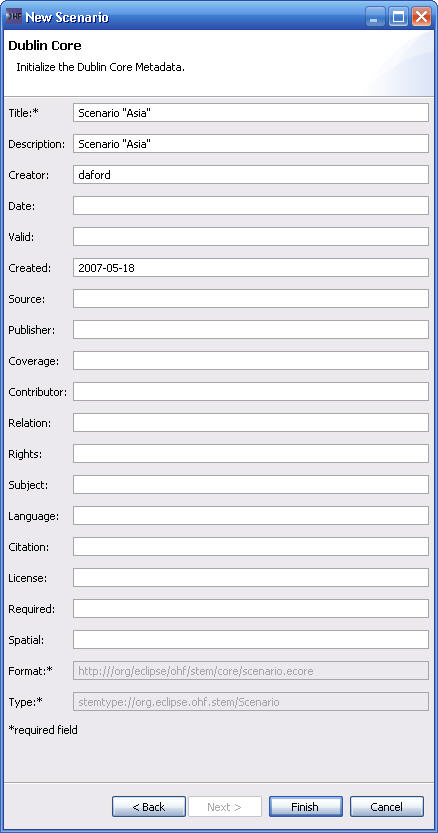 OHF New Scenario
Dublin Core
Initialize the Dublin Core Metadata.
Title:* Scenario "Asia"
Description: Scenario "Asia"
Creator: daford
Date:
Valid:
Created: 2007-05-18
Source:
Publisher:
Coverage:
Contributor:
Relation:
Rights:
Subject:
Language:
Citation:
License:
Required:
Spatial:
Format:* http:///org/eclipse/ohf/stem/core/scenario.ecore
Type:* stemtype://org.eclipse.ohf.stem/Scenario
*required field
< Back Next > Finish Cancel